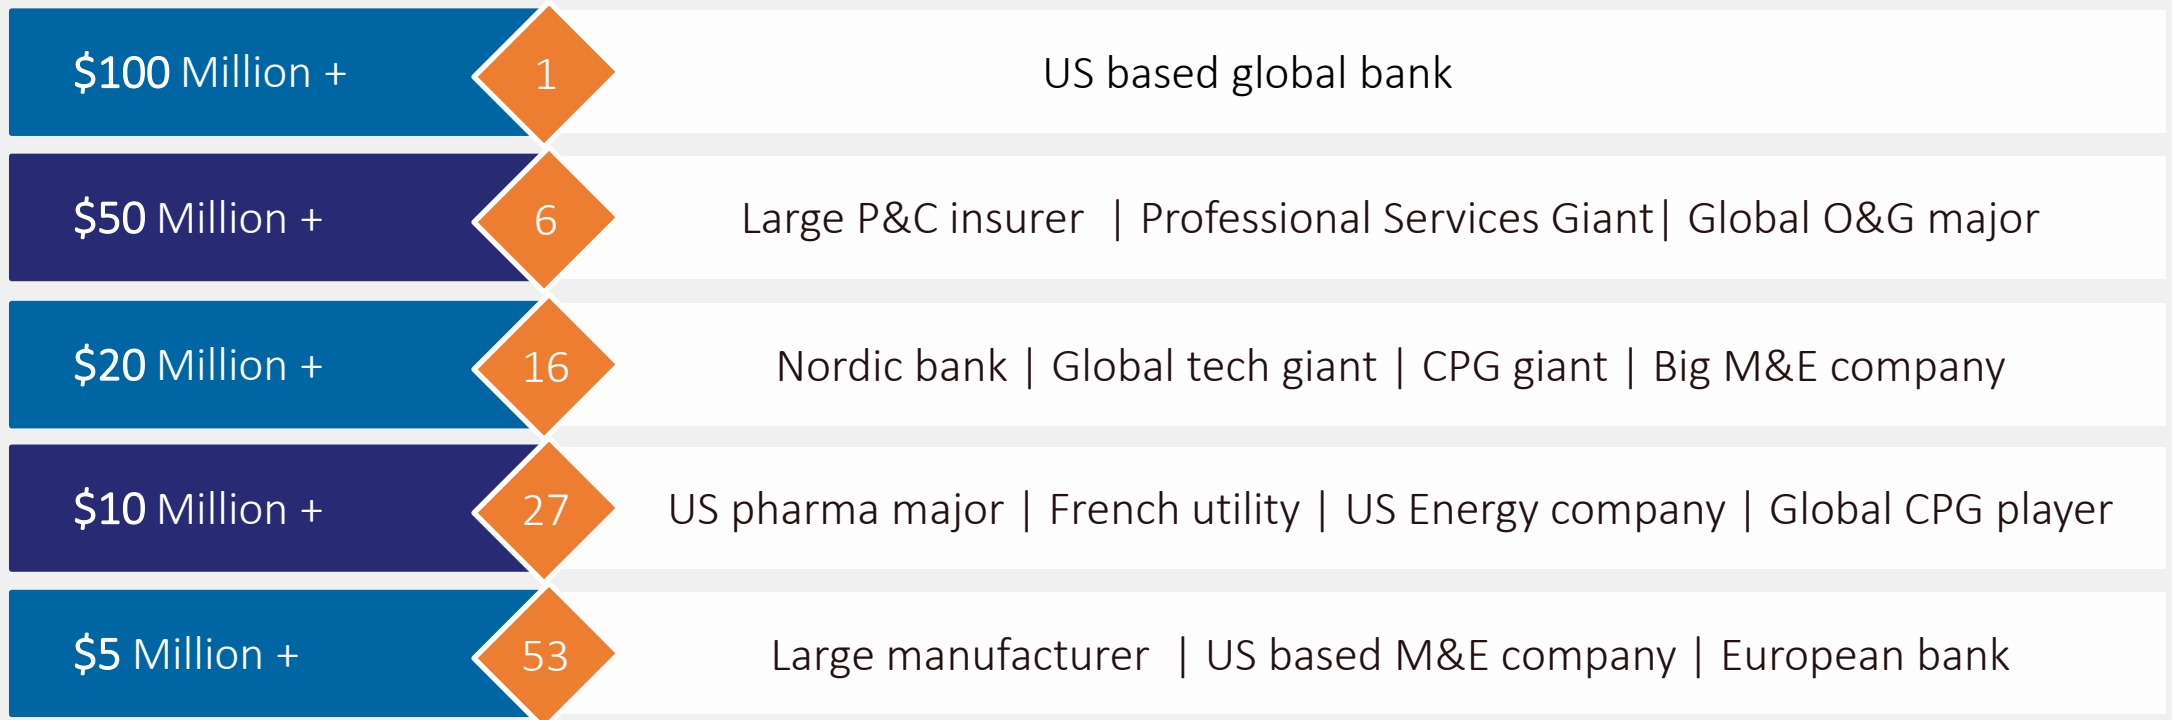 $100 Million + 1 US based global bank
$50 Million + 6 Large P&C insurer | Professional Services Giant| Global O&G major
$20 Million + 16 Nordic bank | Global tech giant | CPG giant | Big M&E company
$10 Million + 27 US pharma major | French utility | US Energy company | Global CPG player
$5 Million + 53 Large manufacturer | US based M&E company | European bank